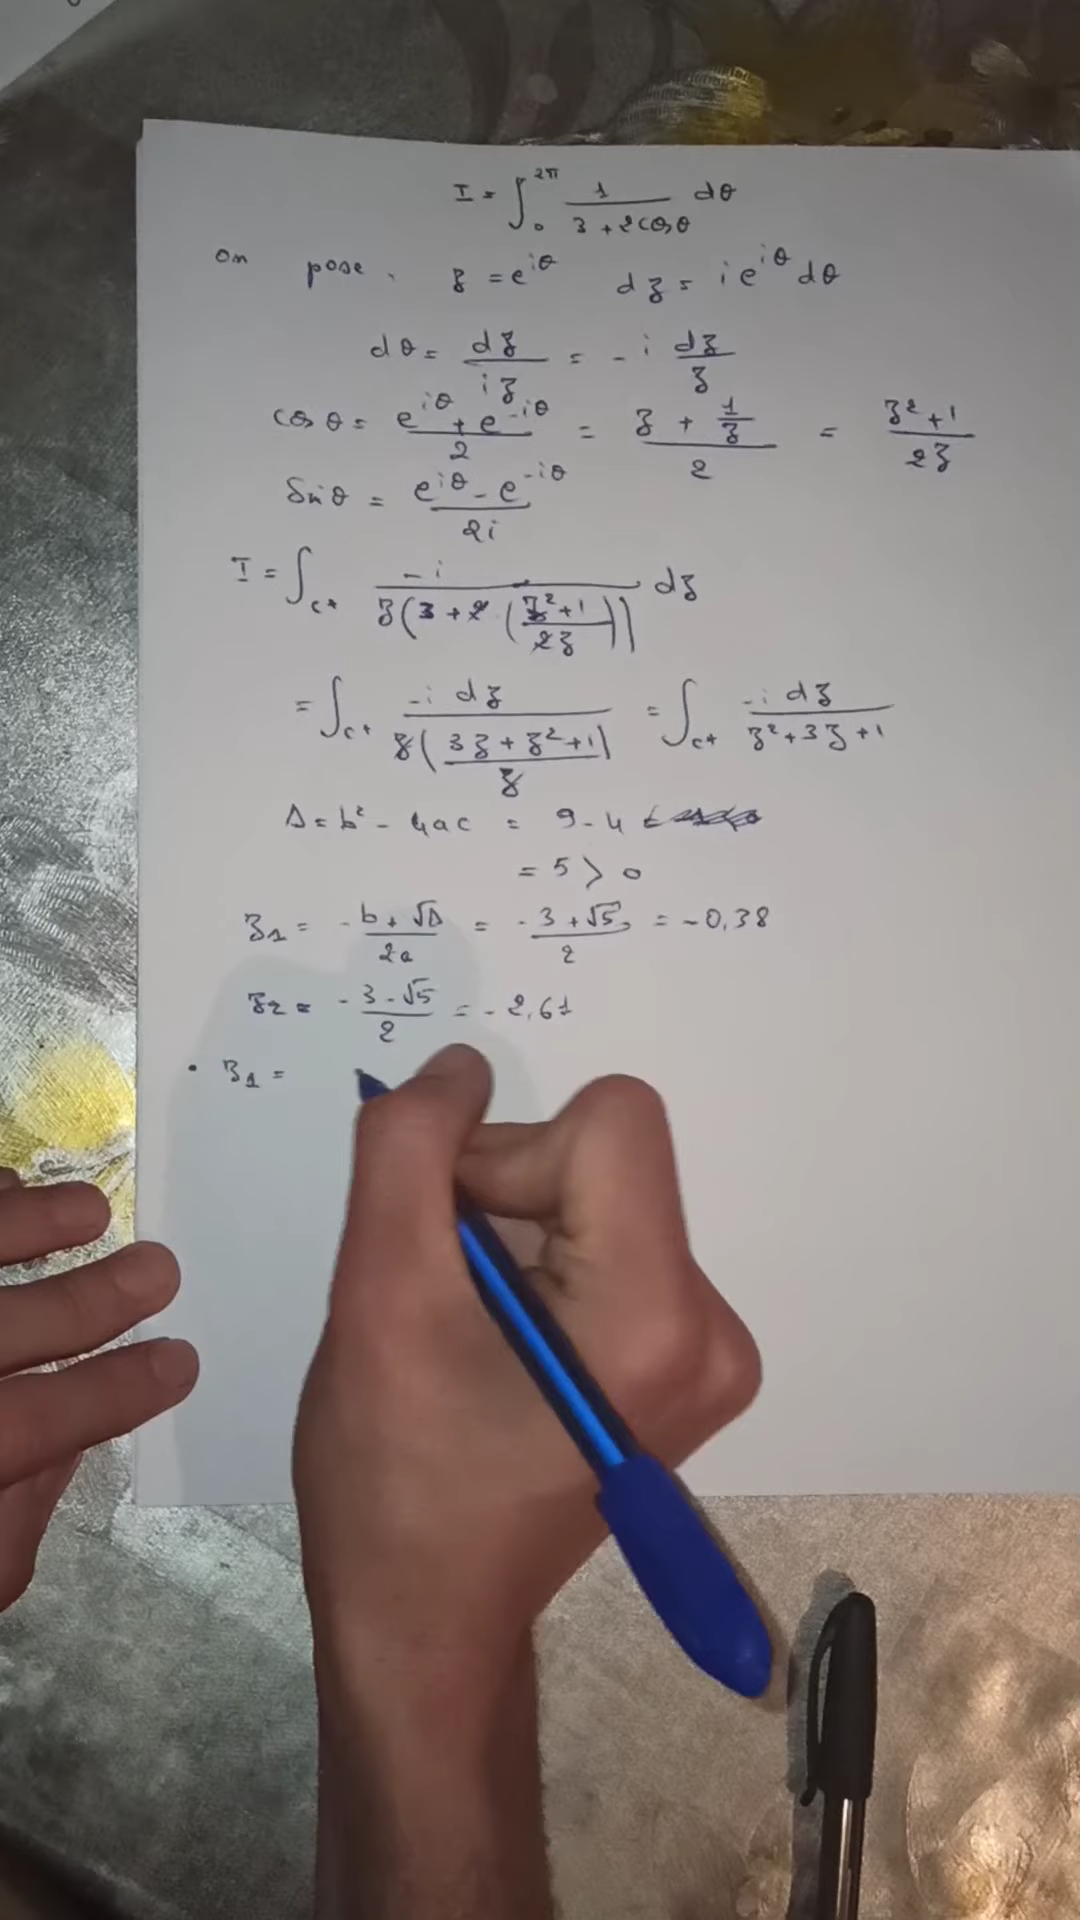 I = ∫₀^2π 1/(3 + 2cosθ) dθ
On pose. z = e^iθ dz = i e^iθ dθ
dθ = dz/(iz) = - i dz/z
cosθ = (e^iθ + e^-iθ)/2 = (z + 1/z)/2 = (z² + 1)/(2z)
Sinθ = (e^iθ - e^-iθ)/(2i)
I = ∫_c+ -i/(z(3 + 2·((z²+1)/(2z)))) dz
= ∫_c+ -i dz/(z((3z + z² + 1)/z)) = ∫_c+ -i dz/(z² + 3z + 1)
Δ = b² - 4ac = 9 - 4
= 5 > 0
z₁ = (-b + √Δ)/(2a) = (-3 + √5)/2 = -0,38
z₂ = (-3 - √5)/2 = -2,61
• z₁ =